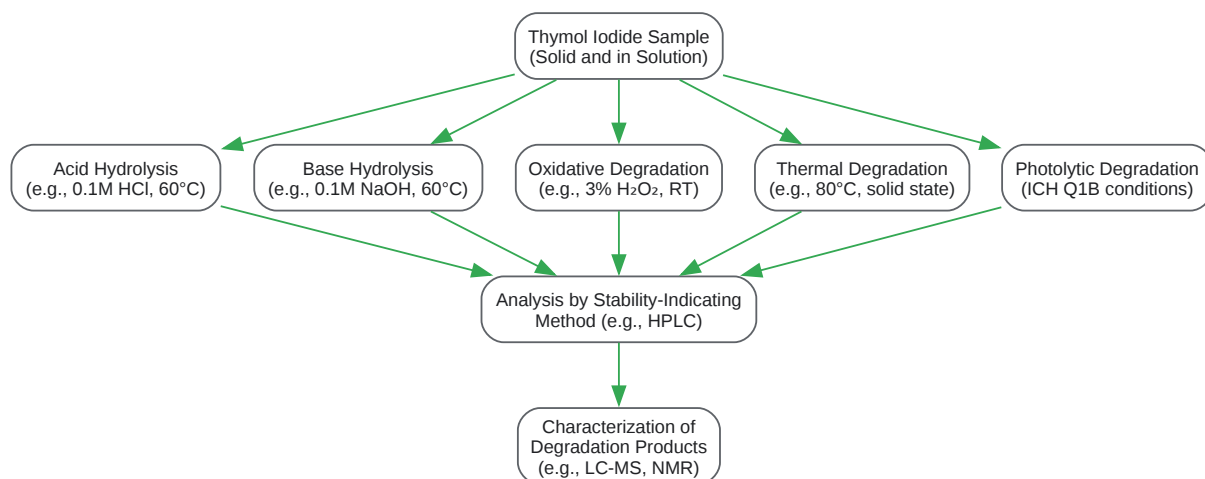 Thymol Iodide Sample
(Solid and in Solution)
Acid Hydrolysis
(e.g., 0.1M HCl, 60°C)
Base Hydrolysis
(e.g., 0.1M NaOH, 60°C)
Oxidative Degradation
(e.g., 3% H₂O₂, RT)
Thermal Degradation
(e.g., 80°C, solid state)
Photolytic Degradation
(ICH Q1B conditions)
Analysis by Stability-Indicating
Method (e.g., HPLC)
Characterization of
Degradation Products
(e.g., LC-MS, NMR)